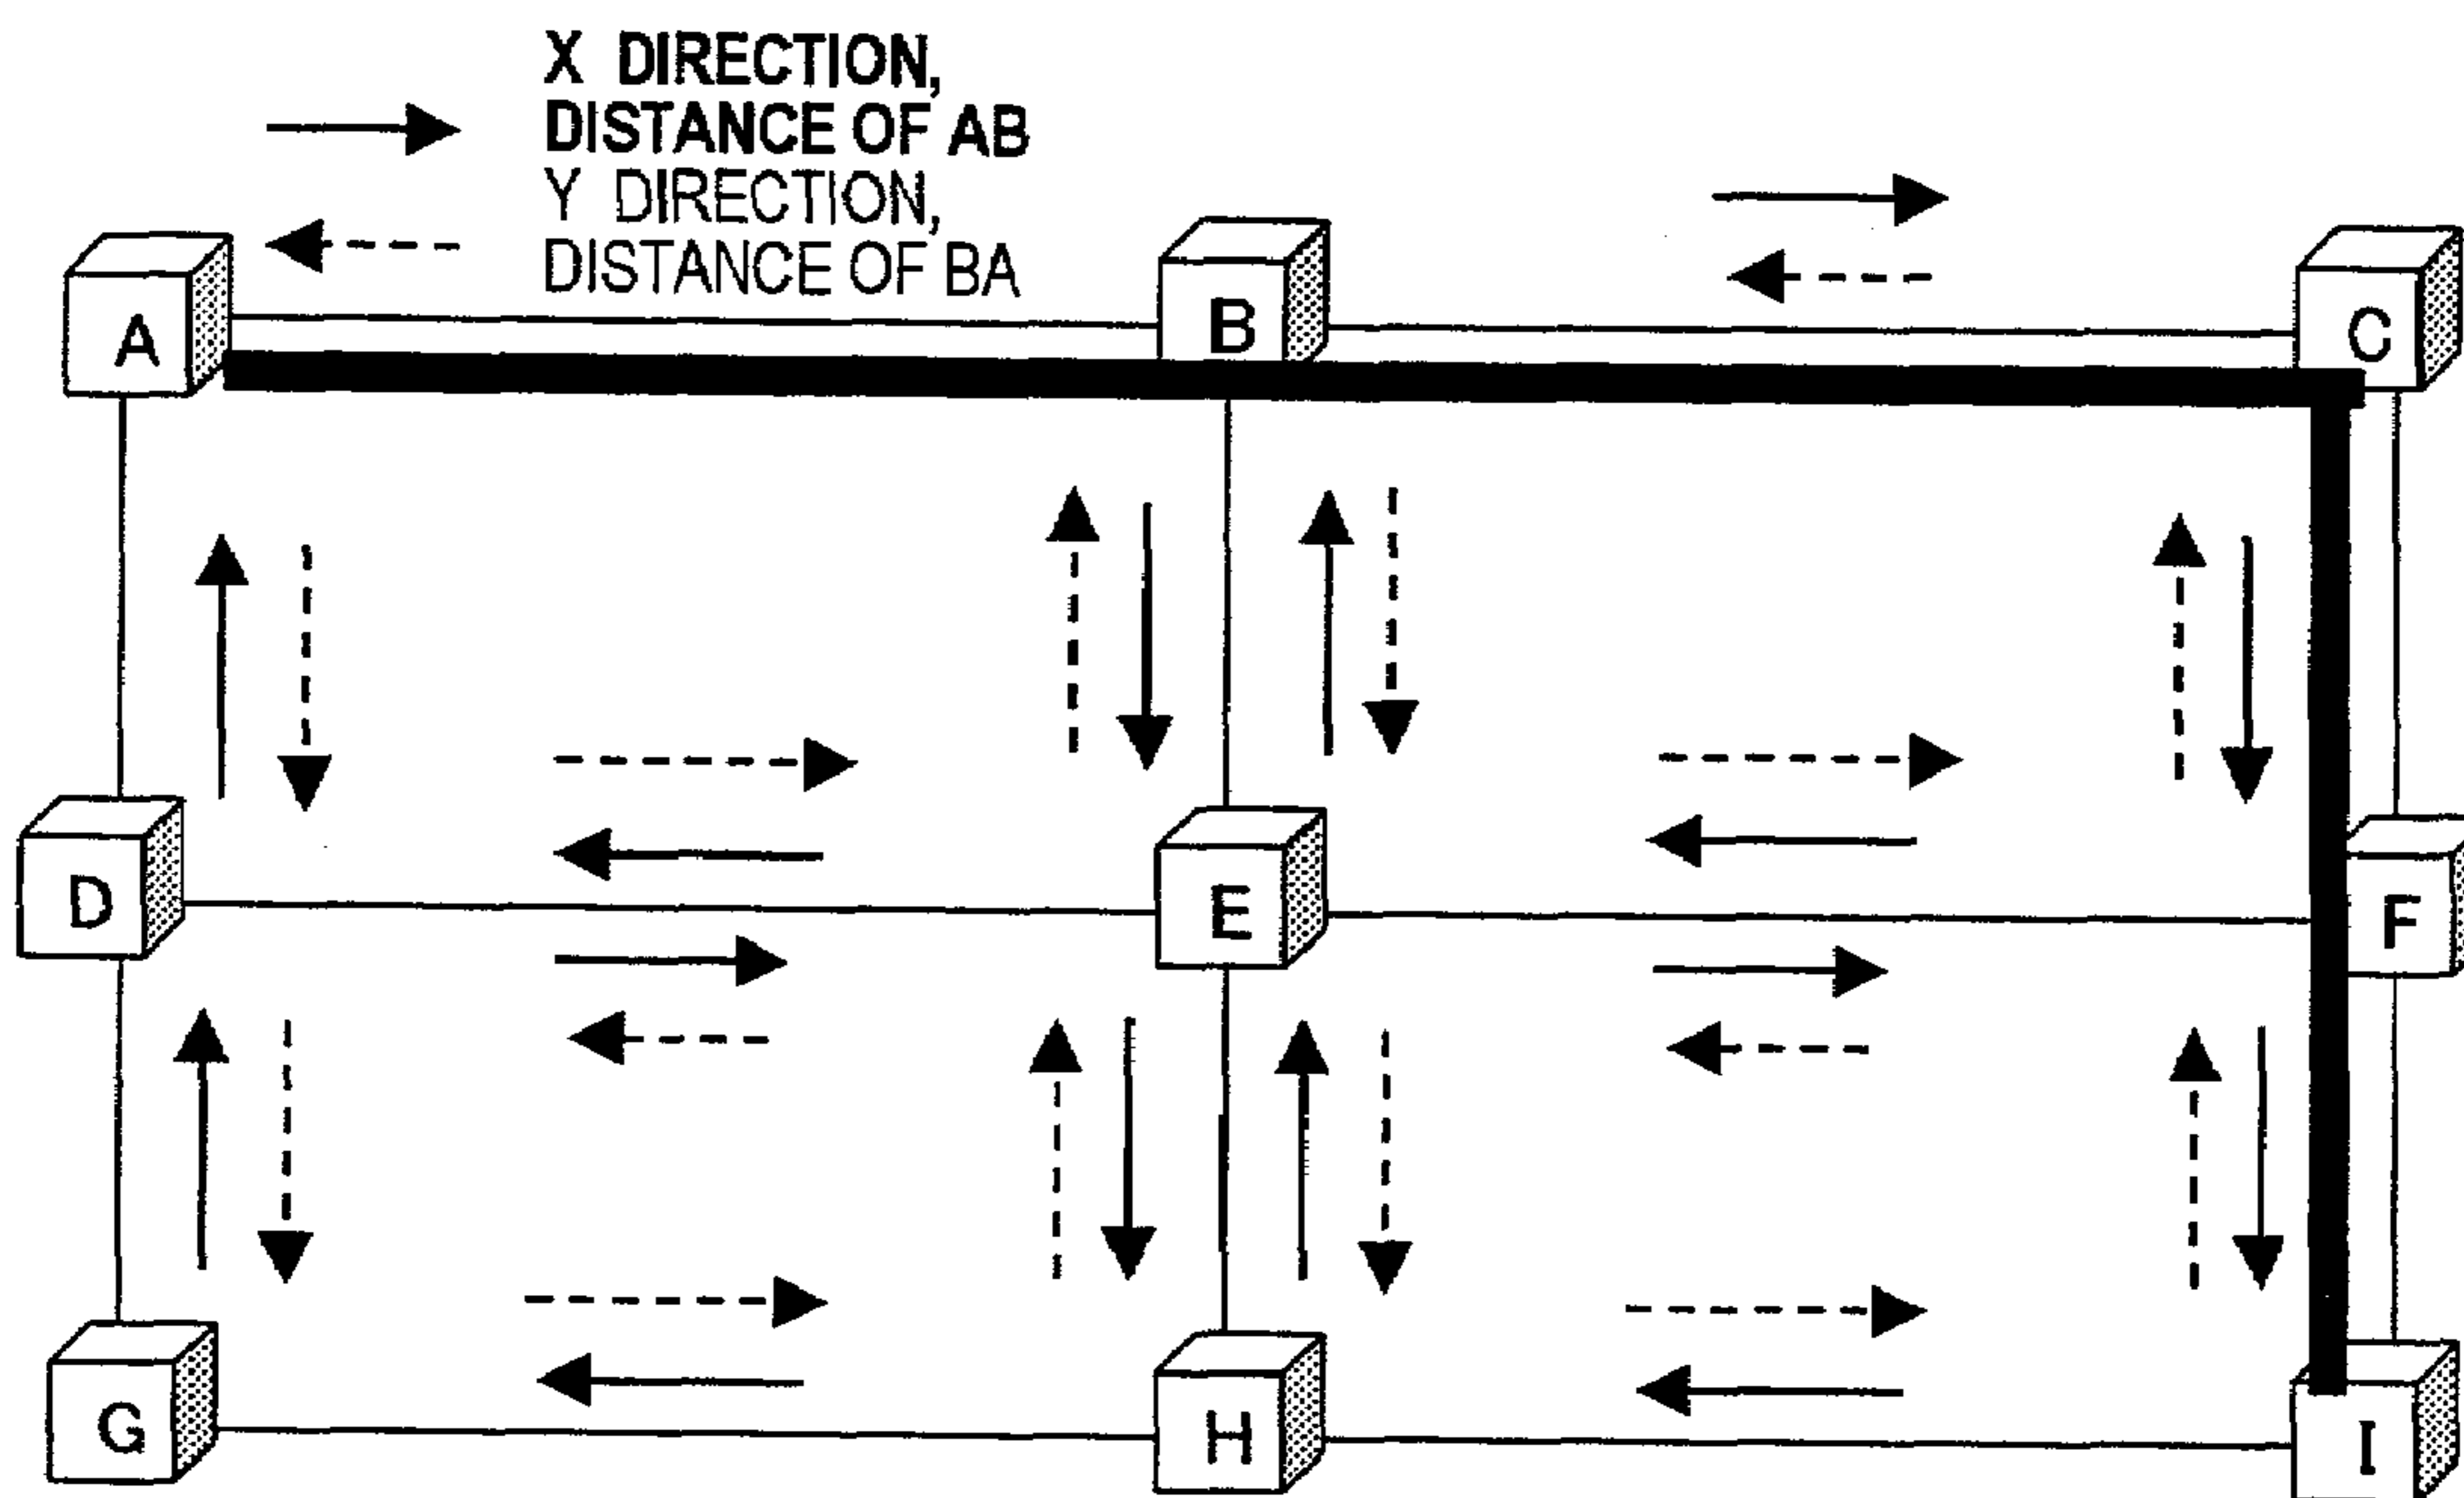 X DIRECTION,
DISTANCE OF AB
Y DIRECTION,
DISTANCE OF BA
A
B
C
D
E
F
G
H
I